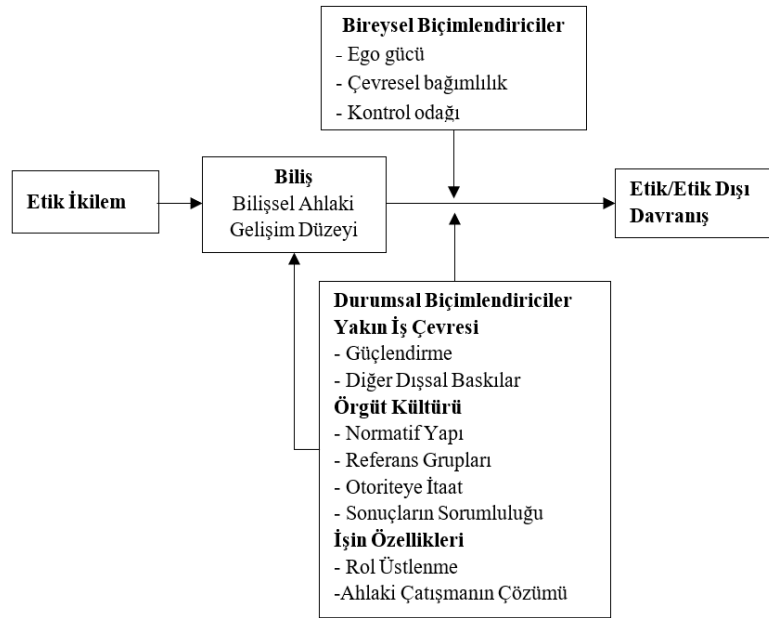 Bireysel Biçimlendiriciler
- Ego gücü
- Çevresel bağımlılık
- Kontrol odağı
Etik İkilem
Biliş
Bilişsel Ahlaki
Gelişim Düzeyi
Etik/Etik Dışı
Davranış
Durumsal Biçimlendiriciler
Yakın İş Çevresi
- Güçlendirme
- Diğer Dışsal Baskılar
Örgüt Kültürü
- Normatif Yapı
- Referans Grupları
- Otoriteye İtaat
- Sonuçların Sorumluluğu
İşin Özellikleri
- Rol Üstlenme
-Ahlaki Çatışmanın Çözümü